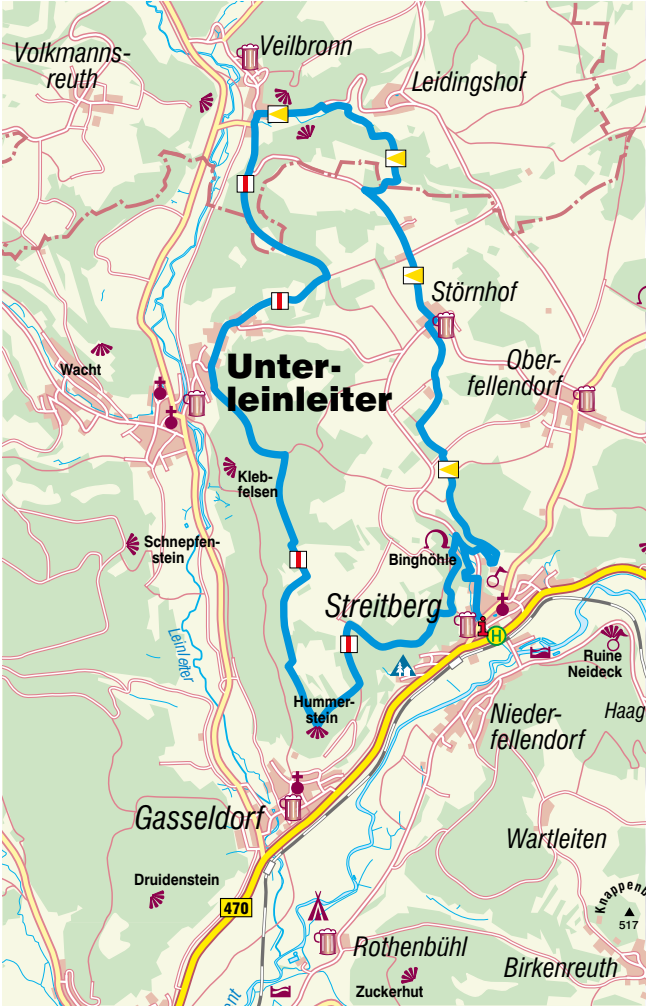 Veilbronn
Volkmanns-
reuth
Leidingshof
Störnhof
Wacht
Unter-
leinleiter
Ober-
fellendorf
Kleb-
felsen
Schnepfen-
stein
Binghöhle
Streitberg
i
H
Leinleiter
Ruine
Neideck
Hummer-
stein
Nieder-
fellendorf
Haag
Gasseldorf
Wartleiten
Druidenstein
470
Knappenb
517
Rothenbühl
Birkenreuth
Zuckerhut